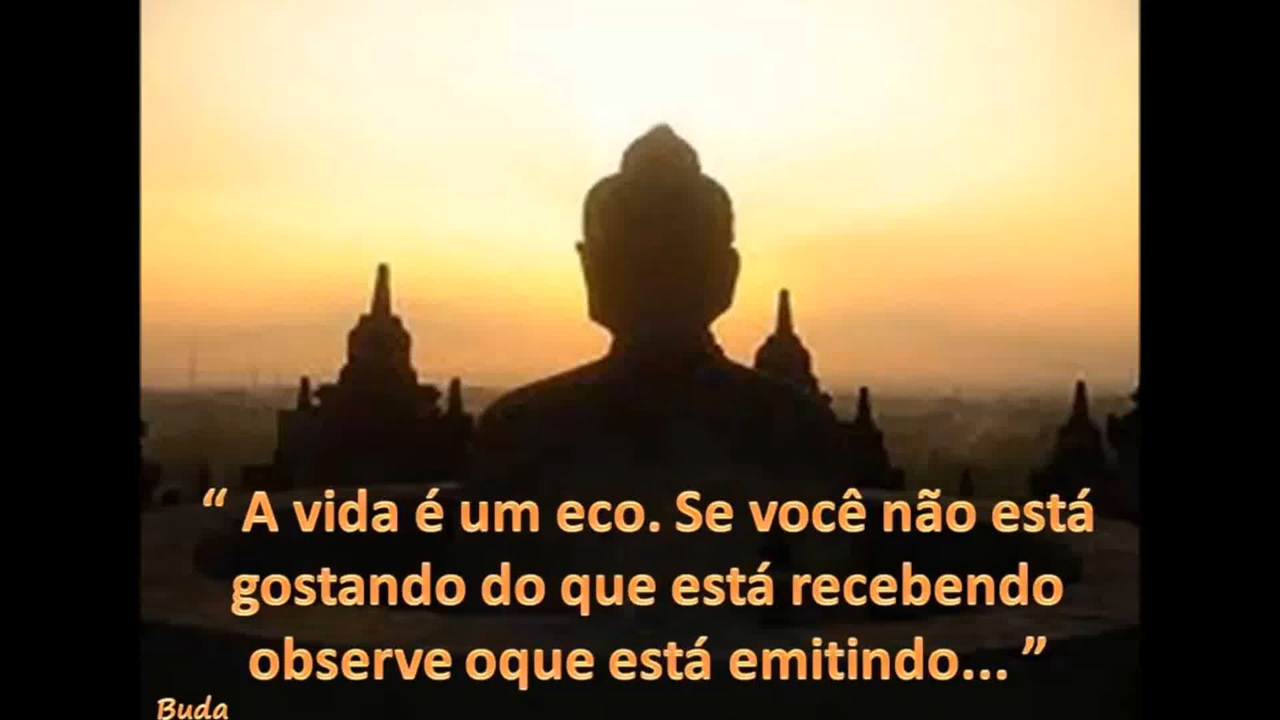 “ A vida é um eco. Se você não está
gostando do que está recebendo
observe oque está emitindo... ”
Buda